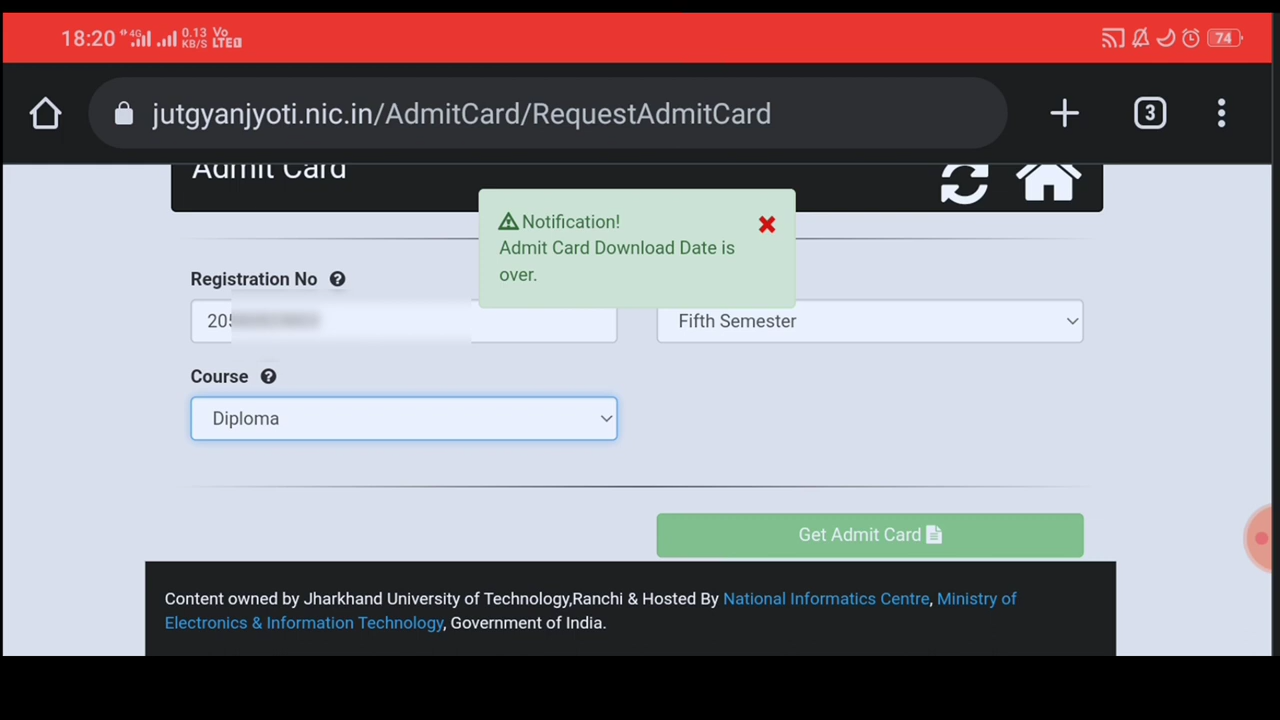 18:20 4G 0.13 KB/S Vo LTE 74
jutgyanjyoti.nic.in/AdmitCard/RequestAdmitCard 3
Admit Card
Notification!
Admit Card Download Date is
over.
Registration No
205
Fifth Semester
Course
Diploma
Get Admit Card
Content owned by Jharkhand University of Technology,Ranchi & Hosted By National Informatics Centre, Ministry of
Electronics & Information Technology, Government of India.